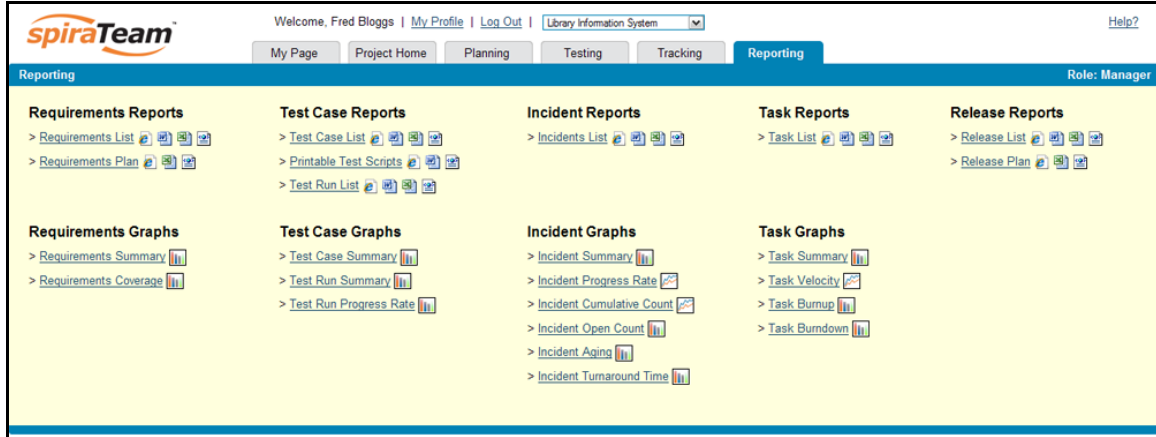 spiraTeam™
Welcome, Fred Bloggs | My Profile | Log Out | Library Information System
Help?
My Page Project Home Planning Testing Tracking Reporting
Reporting Role: Manager
Requirements Reports
> Requirements List
> Requirements Plan
Test Case Reports
> Test Case List
> Printable Test Scripts
> Test Run List
Incident Reports
> Incidents List
Task Reports
> Task List
Release Reports
> Release List
> Release Plan
Requirements Graphs
> Requirements Summary
> Requirements Coverage
Test Case Graphs
> Test Case Summary
> Test Run Summary
> Test Run Progress Rate
Incident Graphs
> Incident Summary
> Incident Progress Rate
> Incident Cumulative Count
> Incident Open Count
> Incident Aging
> Incident Turnaround Time
Task Graphs
> Task Summary
> Task Velocity
> Task Burnup
> Task Burndown